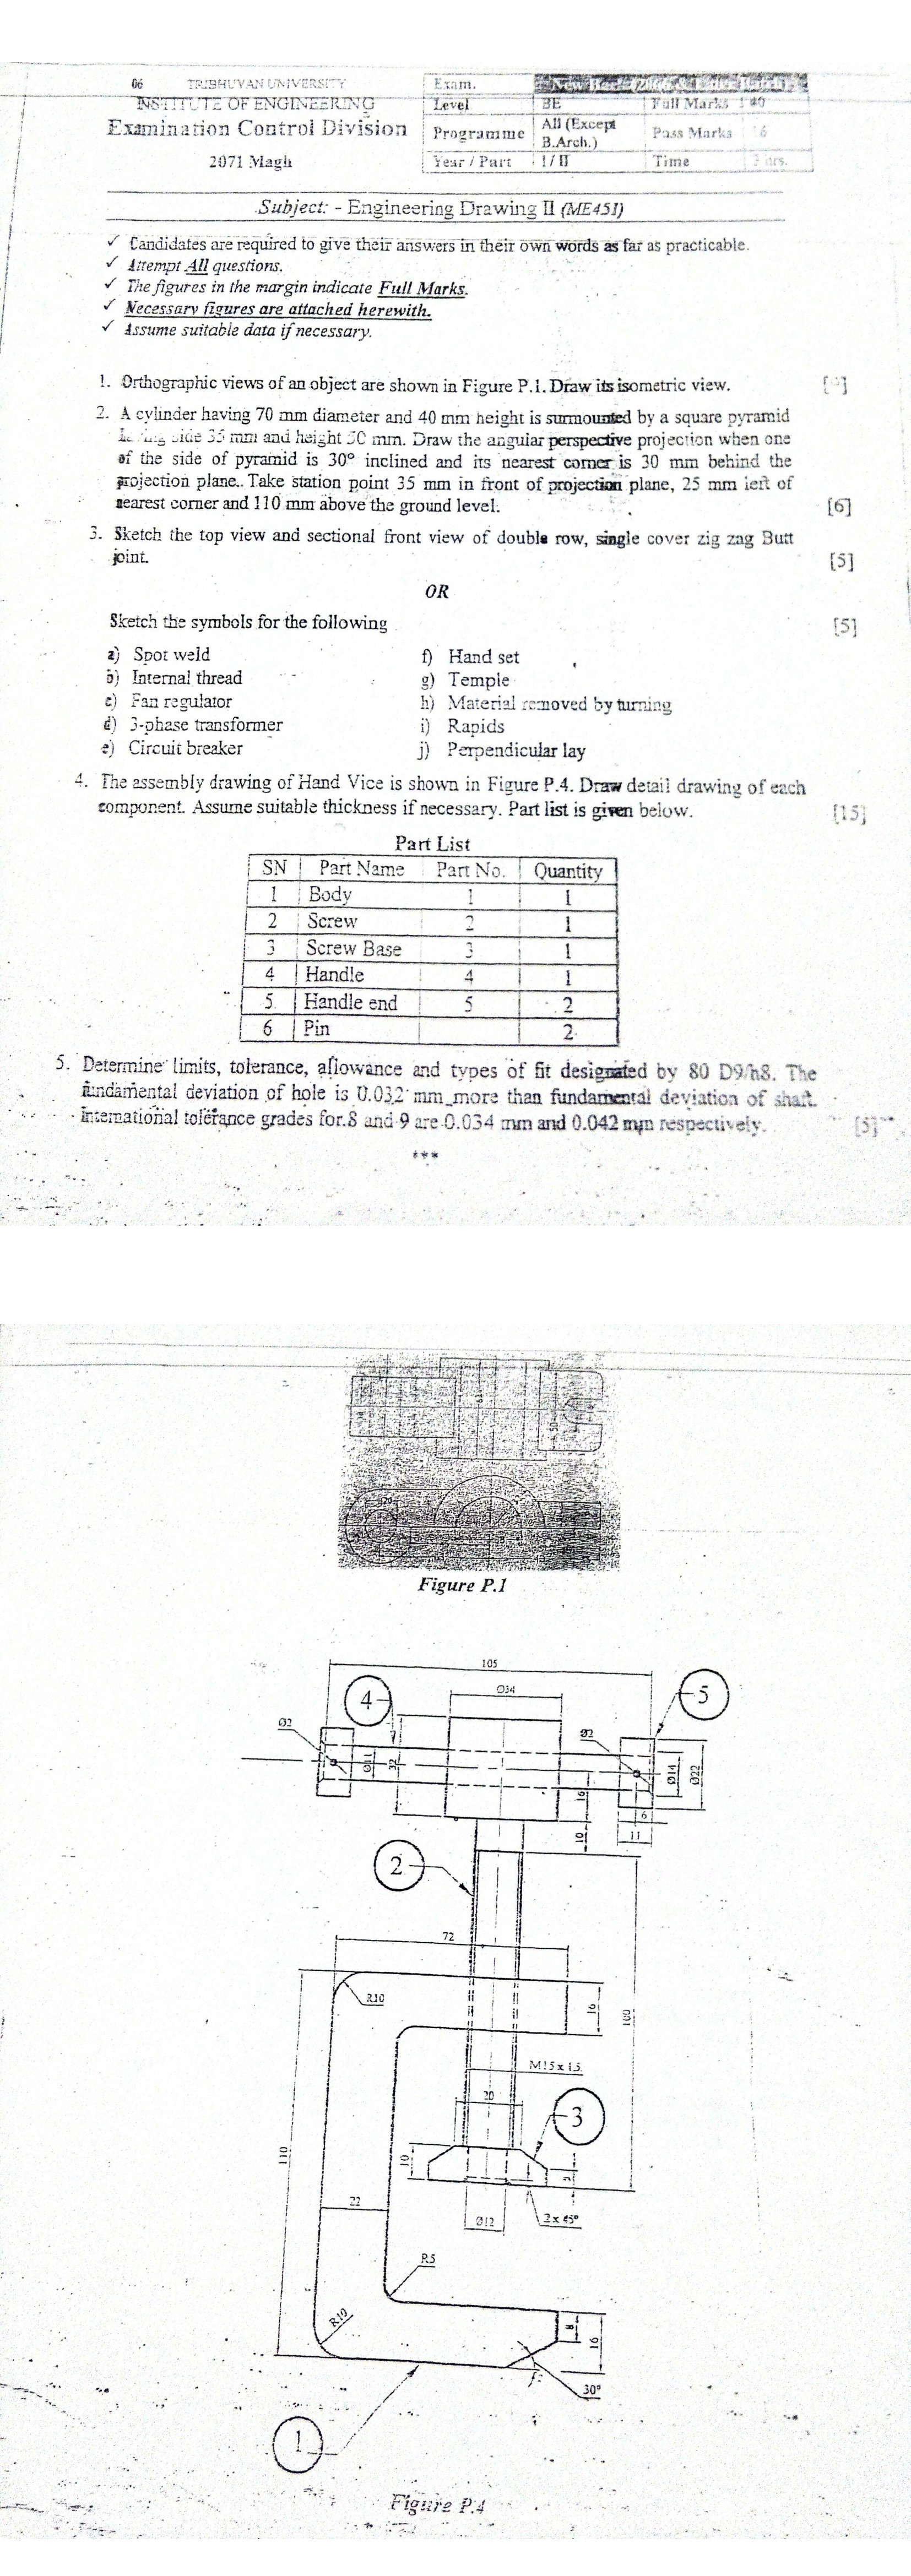 06 TRIBHUVAN UNIVERSITY
INSTITUTE OF ENGINEERING
Examination Control Division
2071 Magh
Exam.
Level BE Full Marks 40
Programme All (Except B.Arch.) Pass Marks 16
Year / Part I / II Time 3 hrs.
Subject: - Engineering Drawing II (ME451)
✓ Candidates are required to give their answers in their own words as far as practicable.
✓ Attempt All questions.
✓ The figures in the margin indicate Full Marks.
✓ Necessary figures are attached herewith.
✓ Assume suitable data if necessary.
1. Orthographic views of an object are shown in Figure P.1. Draw its isometric view.
2. A cylinder having 70 mm diameter and 40 mm height is surmounted by a square pyramid
having side 35 mm and height 50 mm. Draw the angular perspective projection when one
of the side of pyramid is 30° inclined and its nearest corner is 30 mm behind the
projection plane.. Take station point 35 mm in front of projection plane, 25 mm left of
nearest corner and 110 mm above the ground level. [6]
3. Sketch the top view and sectional front view of double row, single cover zig zag Butt
joint. [5]
OR
Sketch the symbols for the following [5]
a) Spot weld
b) Internal thread
c) Fan regulator
d) 3-phase transformer
e) Circuit breaker
f) Hand set
g) Temple
h) Material removed by turning
i) Rapids
j) Perpendicular lay
4. The assembly drawing of Hand Vice is shown in Figure P.4. Draw detail drawing of each
component. Assume suitable thickness if necessary. Part list is given below. [15]
Part List
SN Part Name Part No. Quantity
1 Body 1 1
2 Screw 2 1
3 Screw Base 3 1
4 Handle 4 1
5 Handle end 5 2
6 Pin 2
5. Determine limits, tolerance, allowance and types of fit designated by 80 D9/h8. The
fundamental deviation of hole is 0.032 mm more than fundamental deviation of shaft.
International tolerance grades for 8 and 9 are 0.034 mm and 0.042 mm respectively. [5]
***
Figure P.1
105
Ø34
4
5
Ø2
Ø2
Ø11
32
Ø14
Ø22
16
6
10
11
2
72
R10
16
100
M15 x 1.5
20
3
10
110
22
Ø12
2 x 45°
R5
R10
8
16
30°
1
Figure P.4